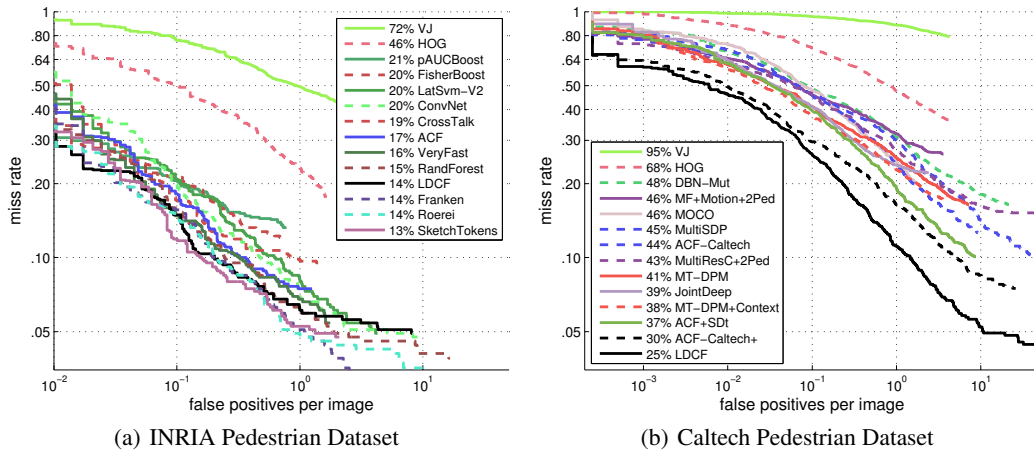 1
.80
.64
.50
.40
.30
.20
.10
.05
miss rate
10^-2
10^-1
10^0
10^1
false positives per image
72% VJ
46% HOG
21% pAUCBoost
20% FisherBoost
20% LatSvm-V2
20% ConvNet
19% CrossTalk
17% ACF
16% VeryFast
15% RandForest
14% LDCF
14% Franken
14% Roerei
13% SketchTokens
(a) INRIA Pedestrian Dataset
1
.80
.64
.50
.40
.30
.20
.10
.05
miss rate
10^-3
10^-2
10^-1
10^0
10^1
false positives per image
95% VJ
68% HOG
48% DBN-Mut
46% MF+Motion+2Ped
46% MOCO
45% MultiSDP
44% ACF-Caltech
43% MultiResC+2Ped
41% MT-DPM
39% JointDeep
38% MT-DPM+Context
37% ACF+SDt
30% ACF-Caltech+
25% LDCF
(b) Caltech Pedestrian Dataset